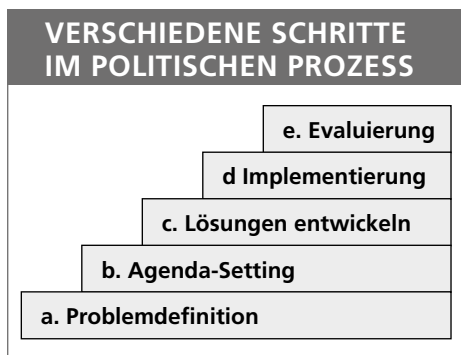 VERSCHIEDENE SCHRITTE
IM POLITISCHEN PROZESS
e. Evaluierung
d Implementierung
c. Lösungen entwickeln
b. Agenda-Setting
a. Problemdefinition